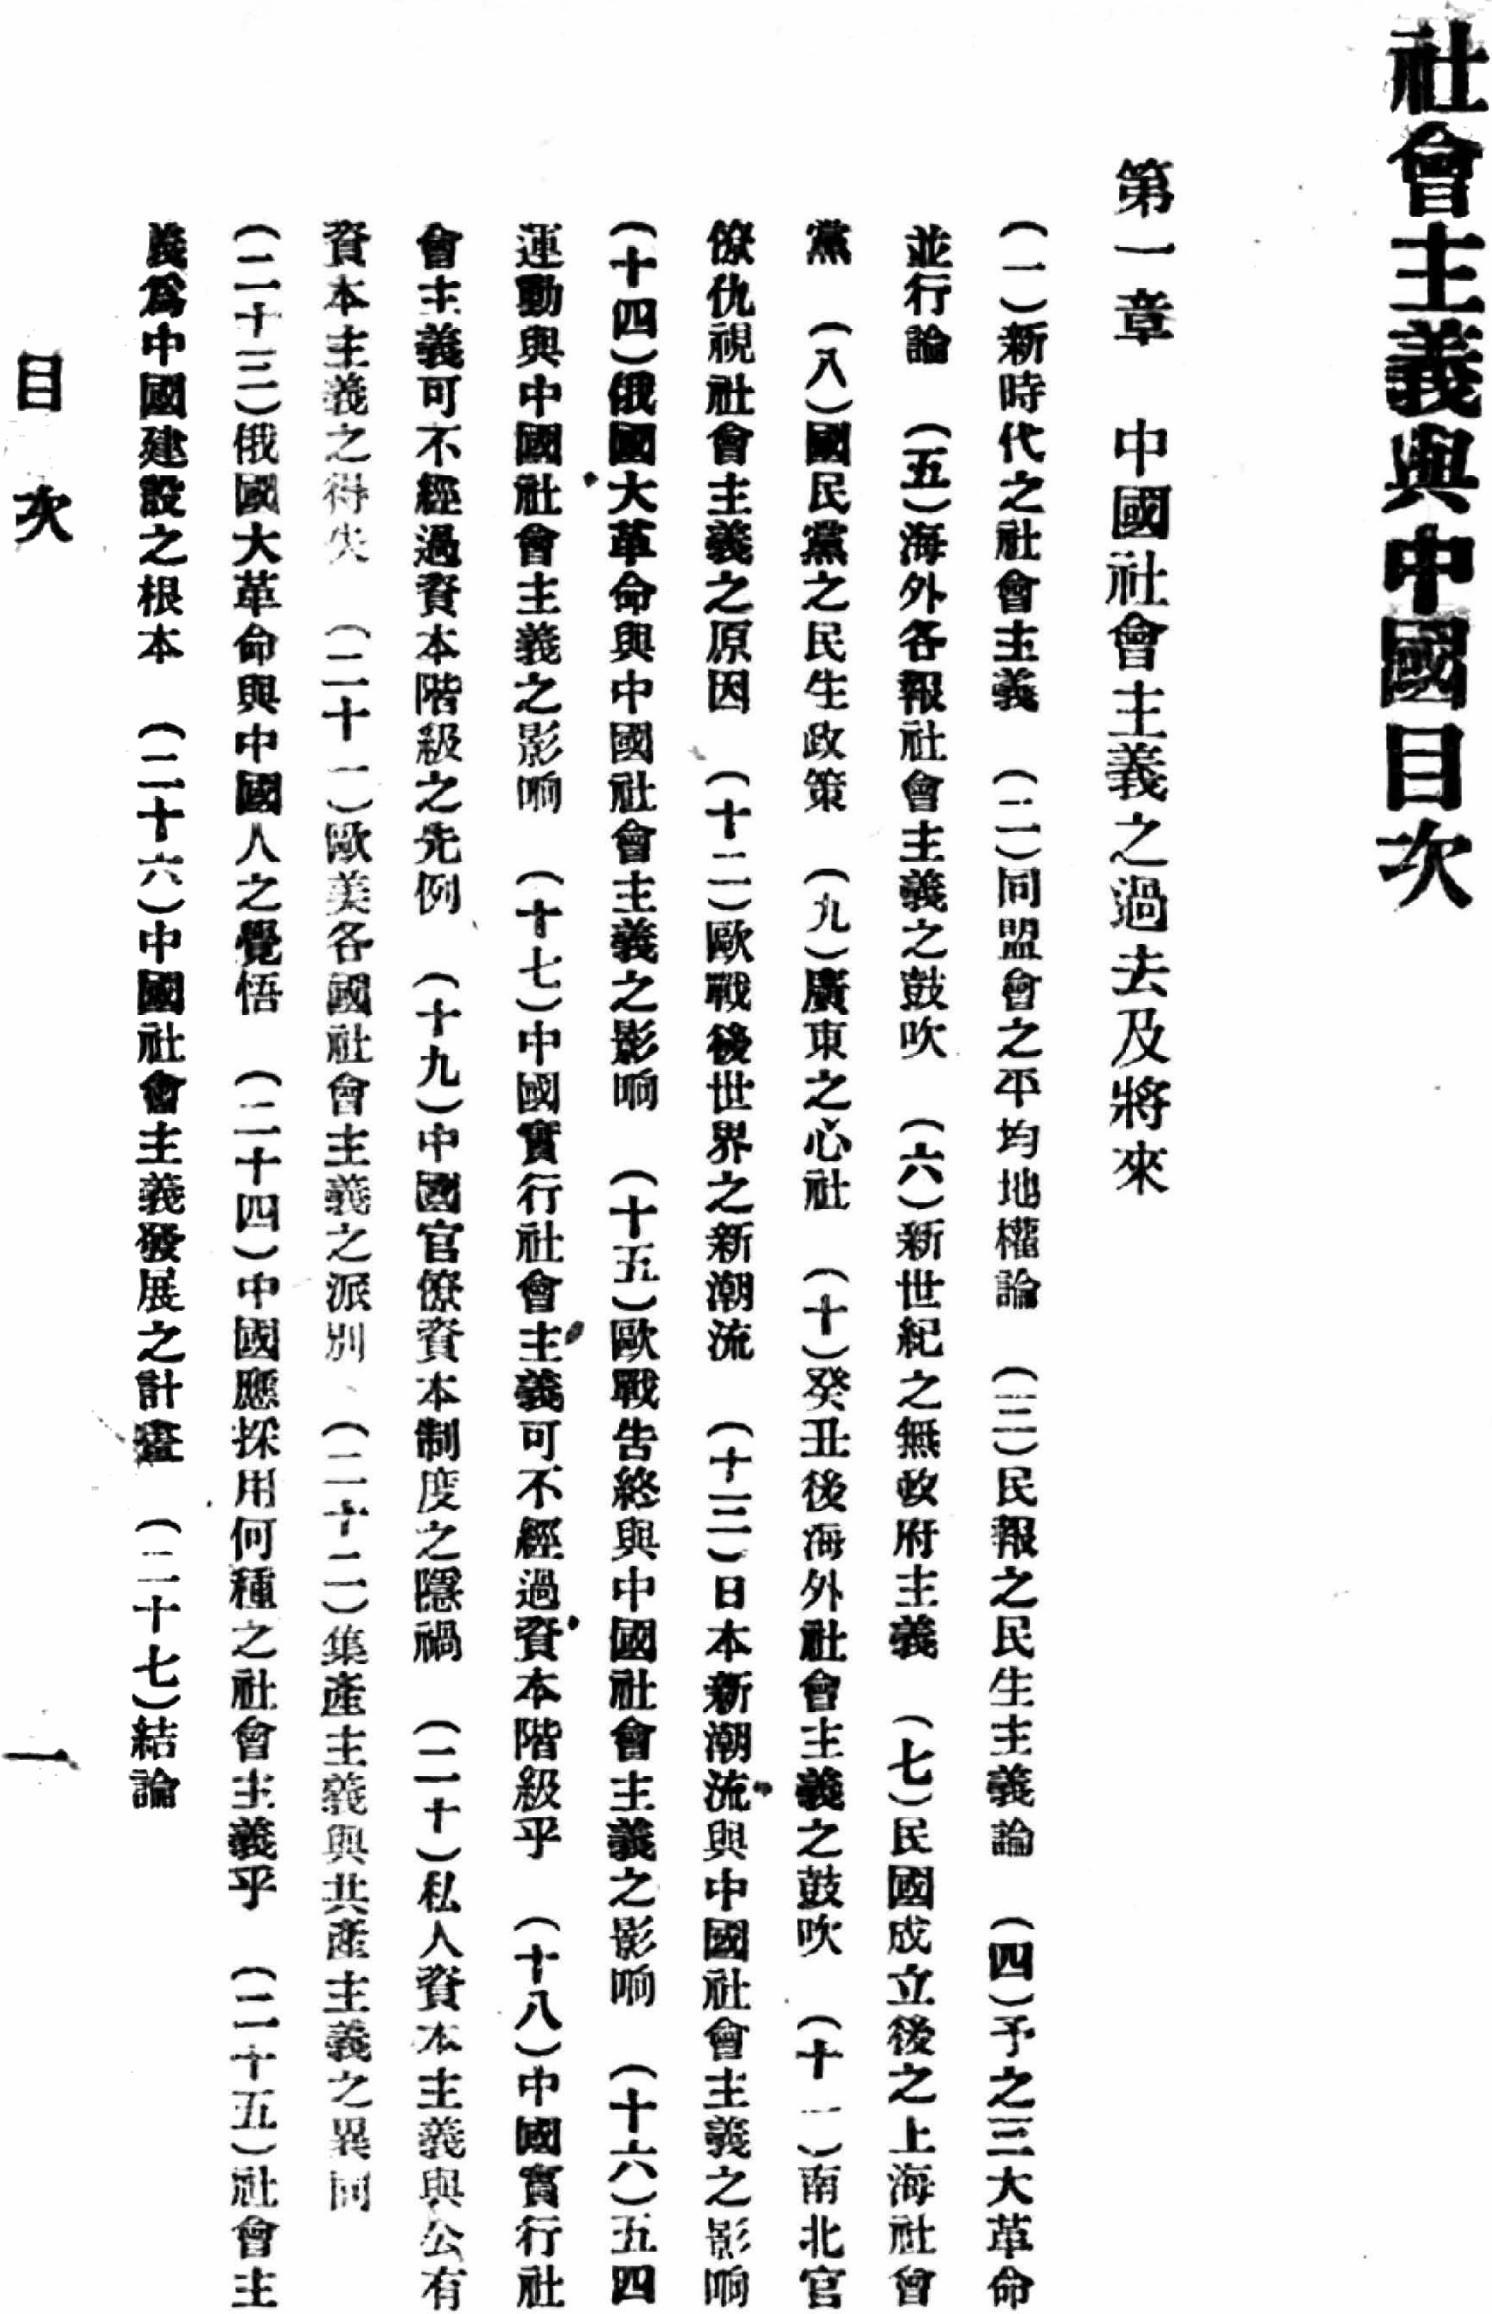 社會主義與中國目次
第一章　中國社會主義之過去及將來
(一)新時代之社會主義　(二)同盟會之平均地權論　(三)民報之民生主義論　(四)予之三大革命
並行論　(五)海外各報社會主義之鼓吹　(六)新世紀之無政府主義　(七)民國成立後之上海社會
黨　(八)國民黨之民生政策　(九)廣東之心社　(十)癸丑後海外社會主義之鼓吹　(十一)南北官
僚仇視社會主義之原因　(十二)歐戰後世界之新潮流　(十三)日本新潮流與中國社會主義之影响
(十四)俄國大革命與中國社會主義之影响　(十五)歐戰告終與中國社會主義之影响　(十六)五四
運動與中國社會主義之影响　(十七)中國實行社會主義可不經過資本階級乎　(十八)中國實行社
會主義可不經過資本階級之先例　(十九)中國官僚資本制度之隱禍　(二十)私人資本主義與公有
資本主義之得失　(二十一)歐美各國社會主義之派別　(二十二)集產主義與共產主義之異同
(二十三)俄國大革命與中國人之覺悟　(二十四)中國應採用何種之社會主義乎　(二十五)社會主
義爲中國建設之根本　(二十六)中國社會主義發展之計畫　(二十七)結論
目次　一